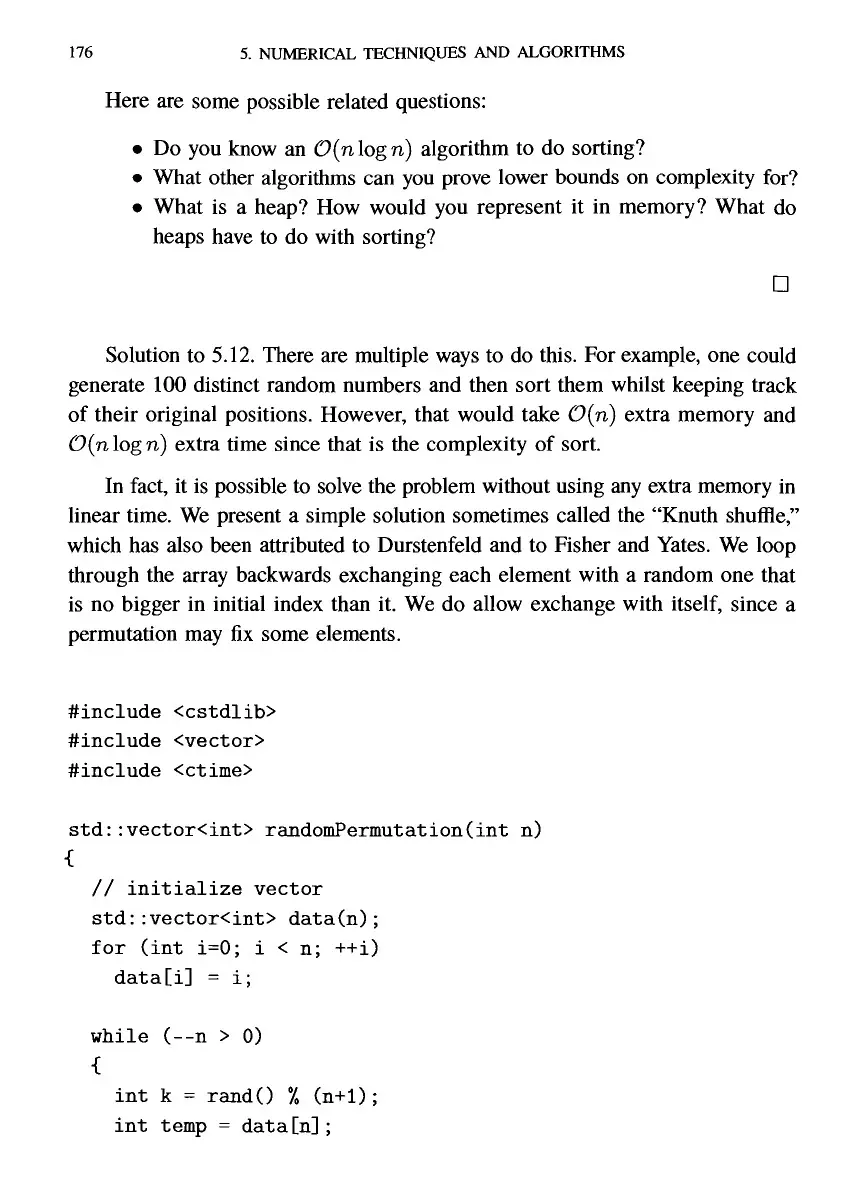 176 5. NUMERICAL TECHNIQUES AND ALGORITHMS
Here are some possible related questions:
• Do you know an O(n log n) algorithm to do sorting?
• What other algorithms can you prove lower bounds on complexity for?
• What is a heap? How would you represent it in memory? What do
heaps have to do with sorting?
□
Solution to 5.12. There are multiple ways to do this. For example, one could
generate 100 distinct random numbers and then sort them whilst keeping track
of their original positions. However, that would take O(n) extra memory and
O(n log n) extra time since that is the complexity of sort.
In fact, it is possible to solve the problem without using any extra memory in
linear time. We present a simple solution sometimes called the “Knuth shuffle,”
which has also been attributed to Durstenfeld and to Fisher and Yates. We loop
through the array backwards exchanging each element with a random one that
is no bigger in initial index than it. We do allow exchange with itself, since a
permutation may fix some elements.
#include <cstdlib>
#include <vector>
#include <ctime>
std::vector<int> randomPermutation(int n)
{
// initialize vector
std::vector<int> data(n);
for (int i=0; i < n; ++i)
data[i] = i;
while (--n > 0)
{
int k = rand() % (n+1);
int temp = data[n];